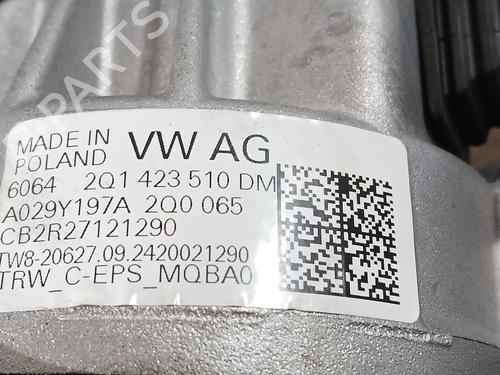 PARTS
MADE IN
POLAND VW AG
6064 2Q1 423 510 DM
A029Y197A 2Q0 065
CB2R27121290
TW8-20627.09.2420021290
TRW_C-EPS_MQBA0